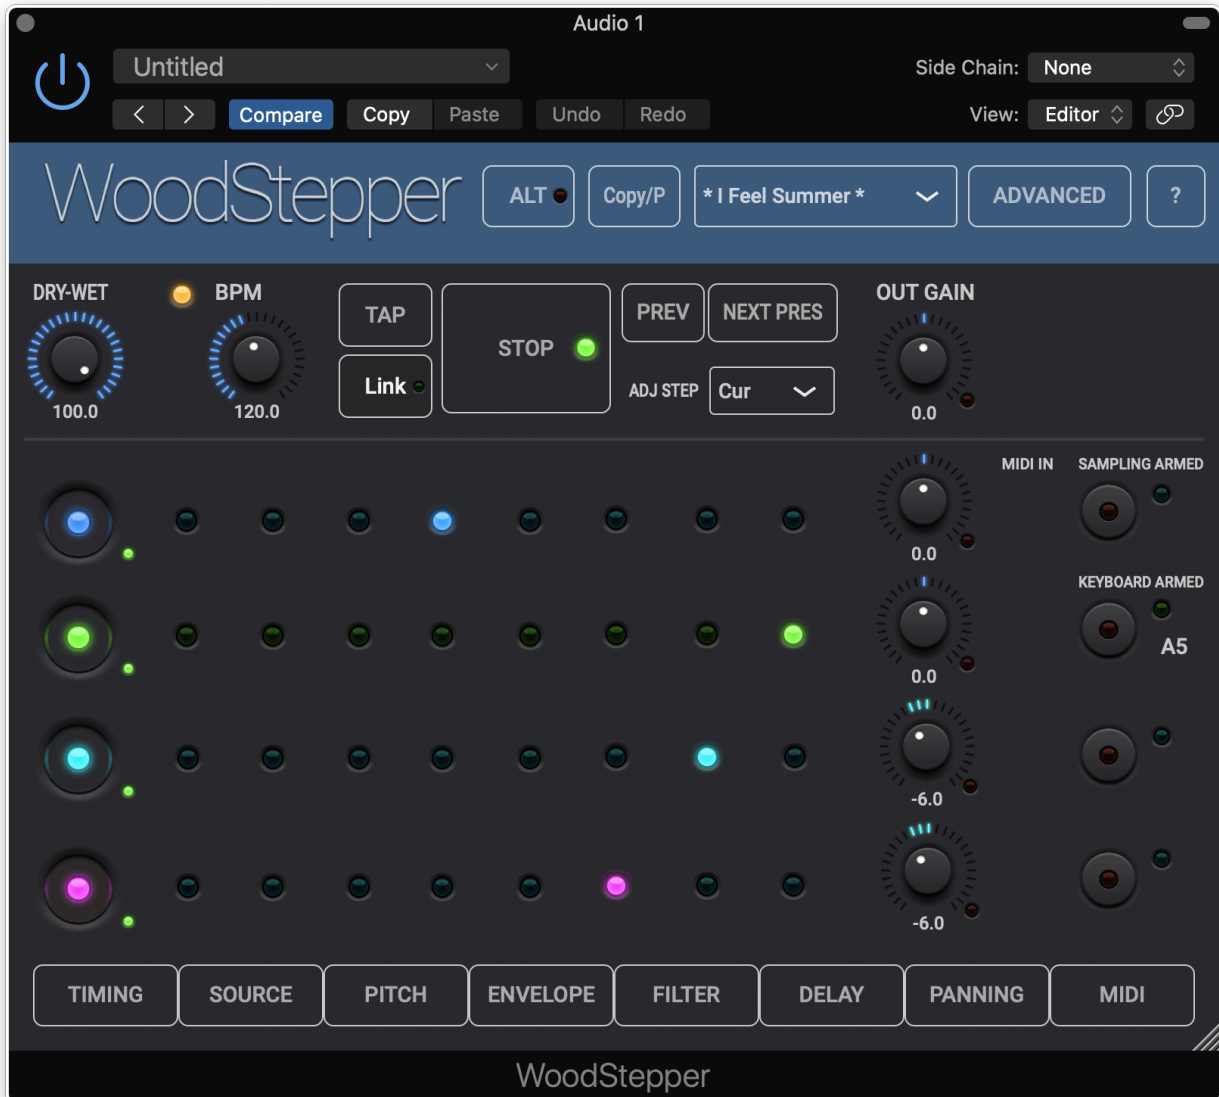 Audio 1
Untitled
Side Chain: None
Compare Copy Paste Undo Redo
View: Editor
WoodStepper
ALT Copy/P * I Feel Summer * ADVANCED ?
DRY-WET BPM TAP STOP PREV NEXT PRES OUT GAIN
Link ADJ STEP Cur
100.0 120.0 0.0
MIDI IN SAMPLING ARMED
0.0
KEYBOARD ARMED
A5
0.0
-6.0
-6.0
TIMING SOURCE PITCH ENVELOPE FILTER DELAY PANNING MIDI
WoodStepper